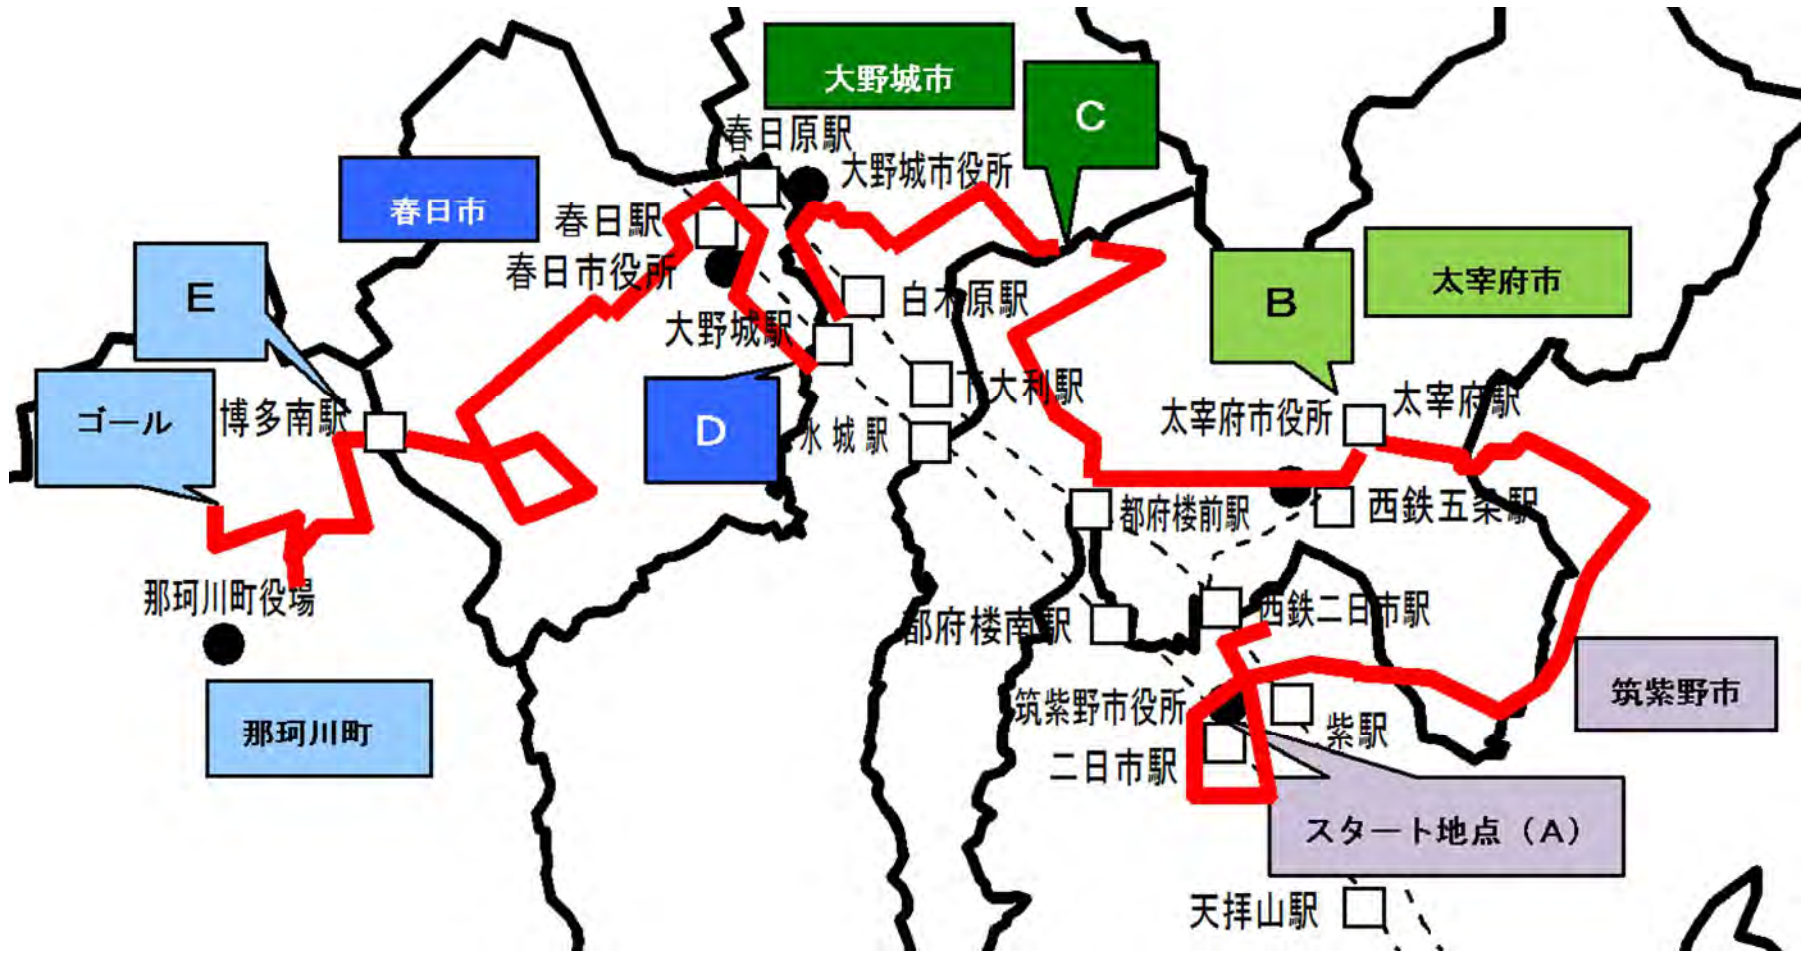 大野城市
C
春日原駅
大野城市役所
春日市
春日駅
春日市役所
E
B
太宰府市
白木原駅
大野城駅
ゴール
博多南駅
下大利駅
太宰府市役所
太宰府駅
D
水城駅
都府楼前駅
西鉄五条駅
那珂川町役場
都府楼南駅
西鉄二日市駅
筑紫野市
筑紫野市役所
那珂川町
紫駅
二日市駅
スタート地点（A）
天拝山駅